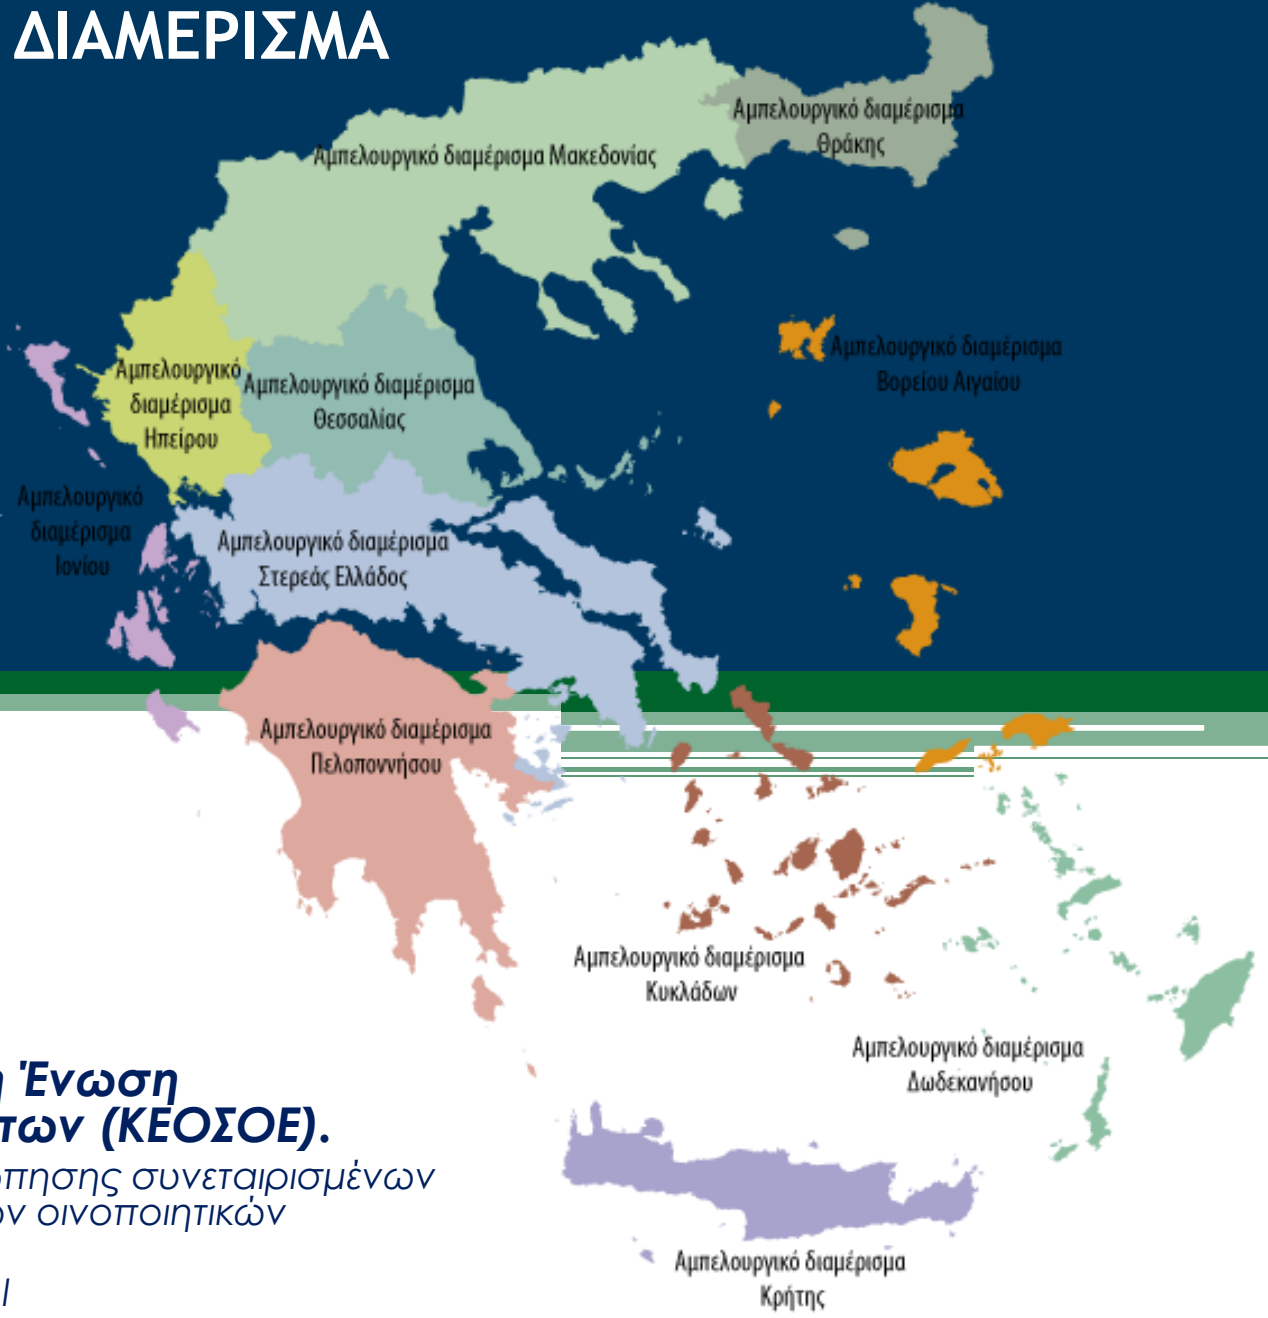 ΔΙΑΜΕΡΙΣΜΑ
Αμπελουργικό διαμέρισμα
Θράκης
Αμπελουργικό διαμέρισμα Μακεδονίας
Αμπελουργικό διαμέρισμα
Βορείου Αιγαίου
Αμπελουργικό
διαμέρισμα
Ηπείρου
Αμπελουργικό διαμέρισμα
Θεσσαλίας
Αμπελουργικό
διαμέρισμα
Ιονίου
Αμπελουργικό διαμέρισμα
Στερεάς Ελλάδος
Αμπελουργικό διαμέρισμα
Πελοποννήσου
Αμπελουργικό διαμέρισμα
Κυκλάδων
Αμπελουργικό διαμέρισμα
Δωδεκανήσου
η Ένωση
των (ΚΕΟΣΟΕ).
όπησης συνεταιρισμένων
ων οινοποιητικών
Αμπελουργικό διαμέρισμα
Κρήτης